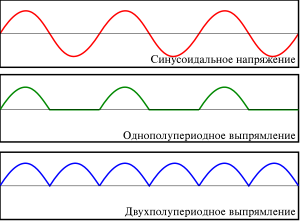 Синусоидальное напряжение
Однополупериодное выпрямление
Двухполупериодное выпрямление